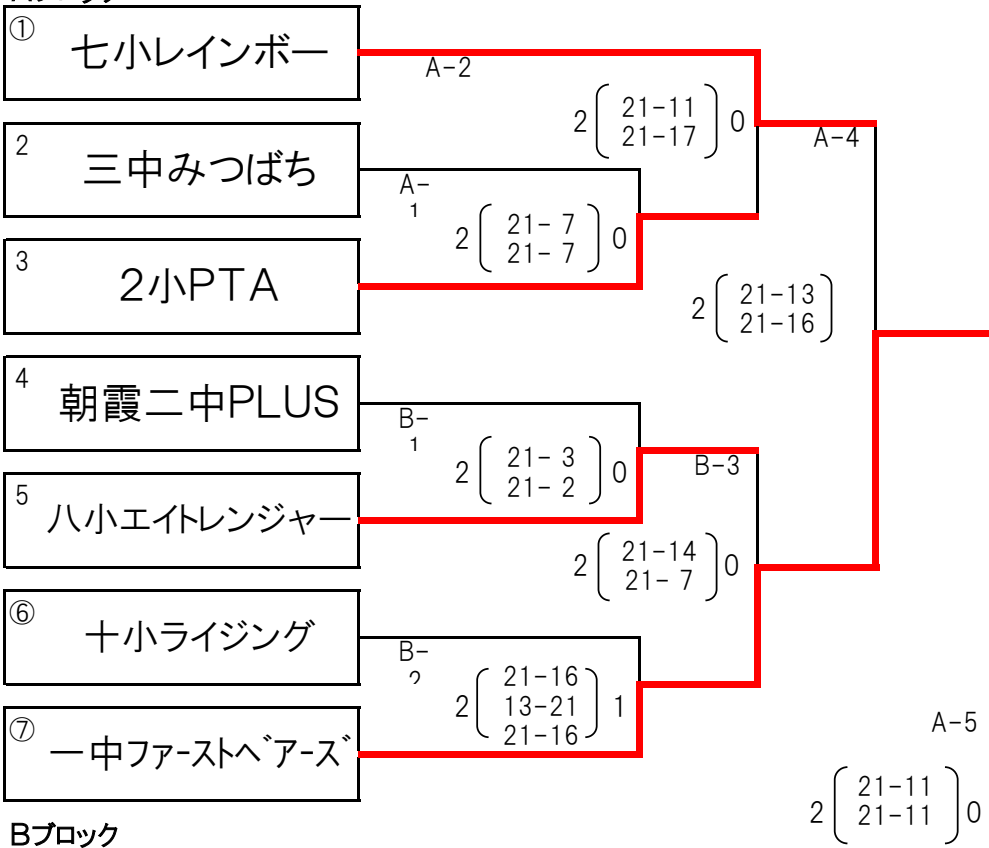 ①
七小レインボー
A-2
2 21-11 0
21-17
A-4
2
三中みつばち
A-
1
2 21- 7 0
21- 7
3
２小PTA
2 21-13
21-16
4
朝霞二中PLUS
B-
1
2 21- 3 0
21- 2
B-3
5
八小エイトレンジャー
2 21-14 0
21- 7
⑥
十小ライジング
B-
2
2 21-16 1
13-21
21-16
⑦
一中ファーストベアーズ
A-5
2 21-11 0
21-11
Bブロック